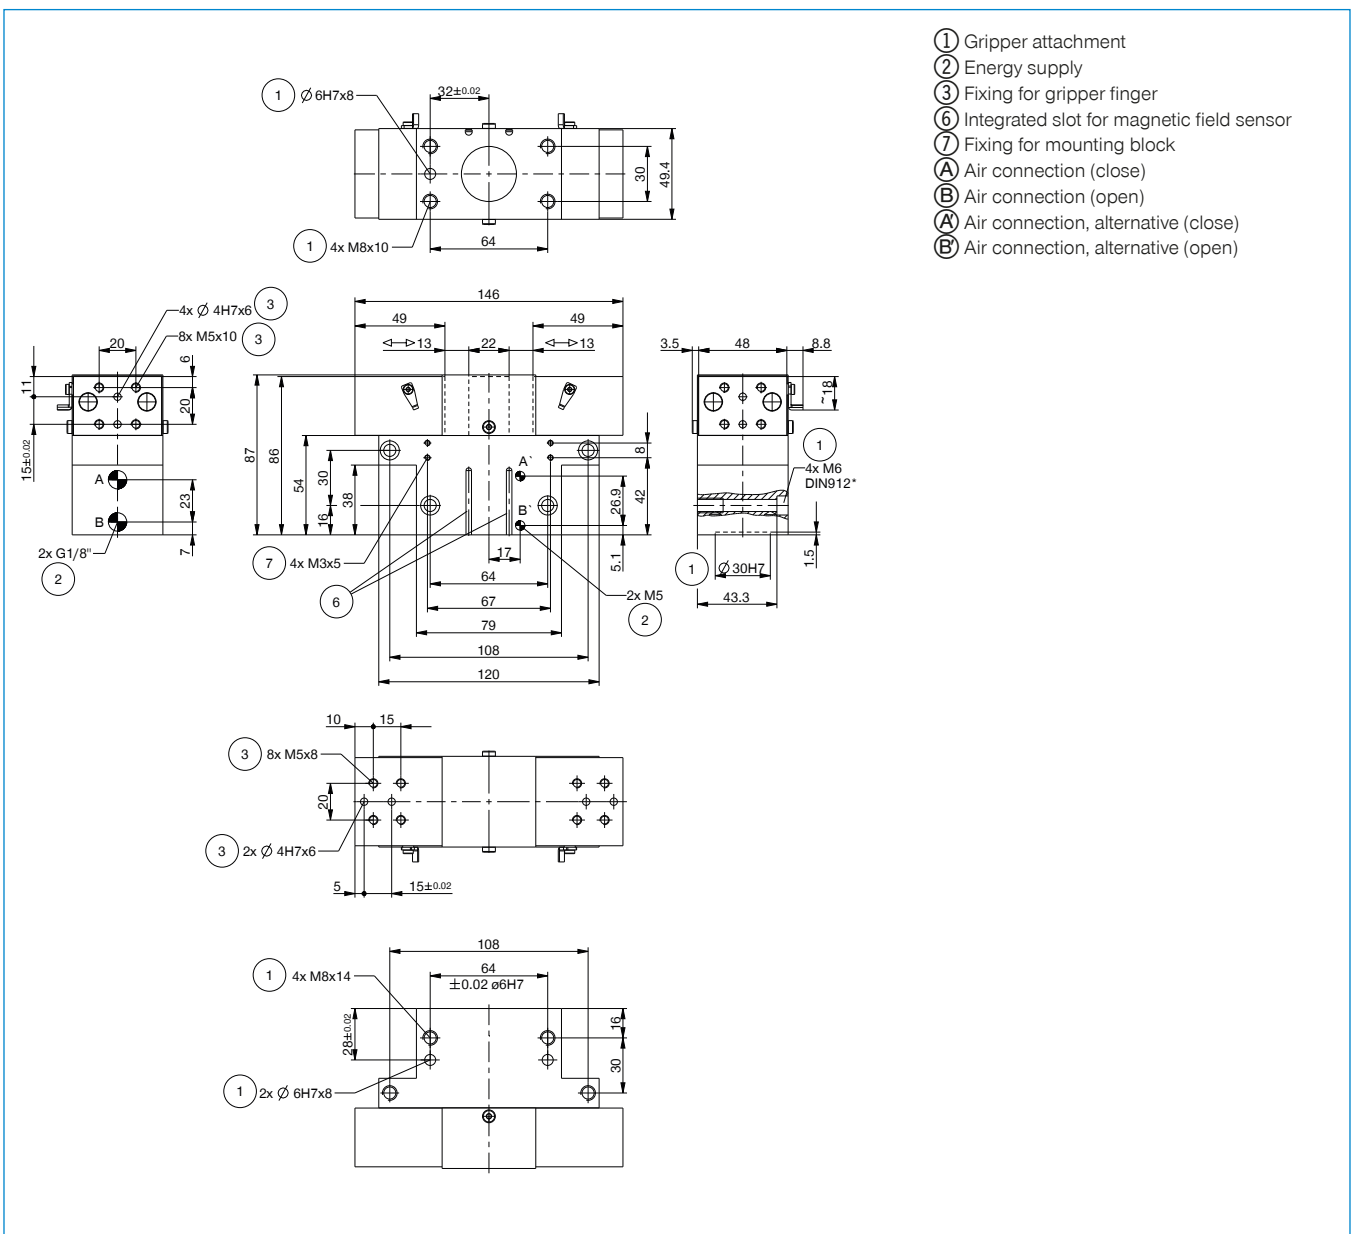 1 Gripper attachment
2 Energy supply
3 Fixing for gripper finger
6 Integrated slot for magnetic field sensor
7 Fixing for mounting block
A Air connection (close)
B Air connection (open)
A' Air connection, alternative (close)
B' Air connection, alternative (open)
1 Ø 6H7x8
32±0.02
30
49.4
1 4x M8x10
64
4x Ø 4H7x6 3
8x M5x10 3
20
6
11
20
15±0.02
A
B
23
7
2x G1/8"
2
146
49
49
13
22
13
87
86
54
30
38
16
A`
B`
8
42
26.9
5.1
17
7 4x M3x5
6
64
67
79
108
120
2x M5
2
3.5
48
8.8
~18
1
4x M6
DIN912*
1.5
1 Ø 30H7
43.3
10
15
3 8x M5x8
20
3 2x Ø 4H7x6
5
15±0.02
108
1 4x M8x14
64
±0.02 ø6H7
28±0.02
16
30
1 2x Ø 6H7x8